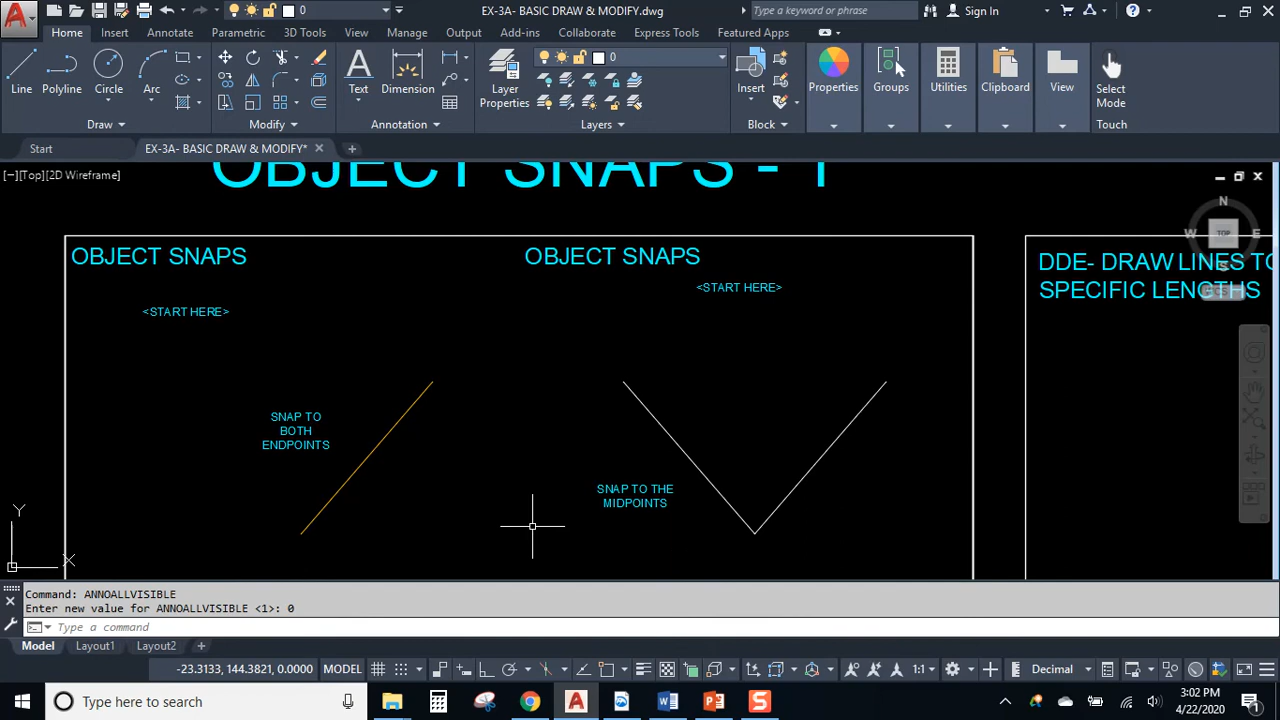 0
EX-3A- BASIC DRAW & MODIFY.dwg
Type a keyword or phrase
Sign In
Home
Insert
Annotate
Parametric
3D Tools
View
Manage
Output
Add-ins
Collaborate
Express Tools
Featured Apps
Line
Polyline
Circle
Arc
Text
Dimension
Layer
Properties
0
Insert
Properties
Groups
Utilities
Clipboard
View
Select
Mode
Draw
Modify
Annotation
Layers
Block
Touch
Start
EX-3A- BASIC DRAW & MODIFY*
[−][Top][2D Wireframe]
OBJECT SNAPS - 1
N
W
TOP
E
S
OBJECT SNAPS
<START HERE>
SNAP TO
BOTH
ENDPOINTS
OBJECT SNAPS
<START HERE>
SNAP TO THE
MIDPOINTS
DDE- DRAW LINES TO
SPECIFIC LENGTHS
Y
X
Command: ANNOALLVISIBLE
Enter new value for ANNOALLVISIBLE <1>: 0
Type a command
Model
Layout1
Layout2
-23.3133, 144.3821, 0.0000
MODEL
1:1
Decimal
Type here to search
3:02 PM
4/22/2020
1